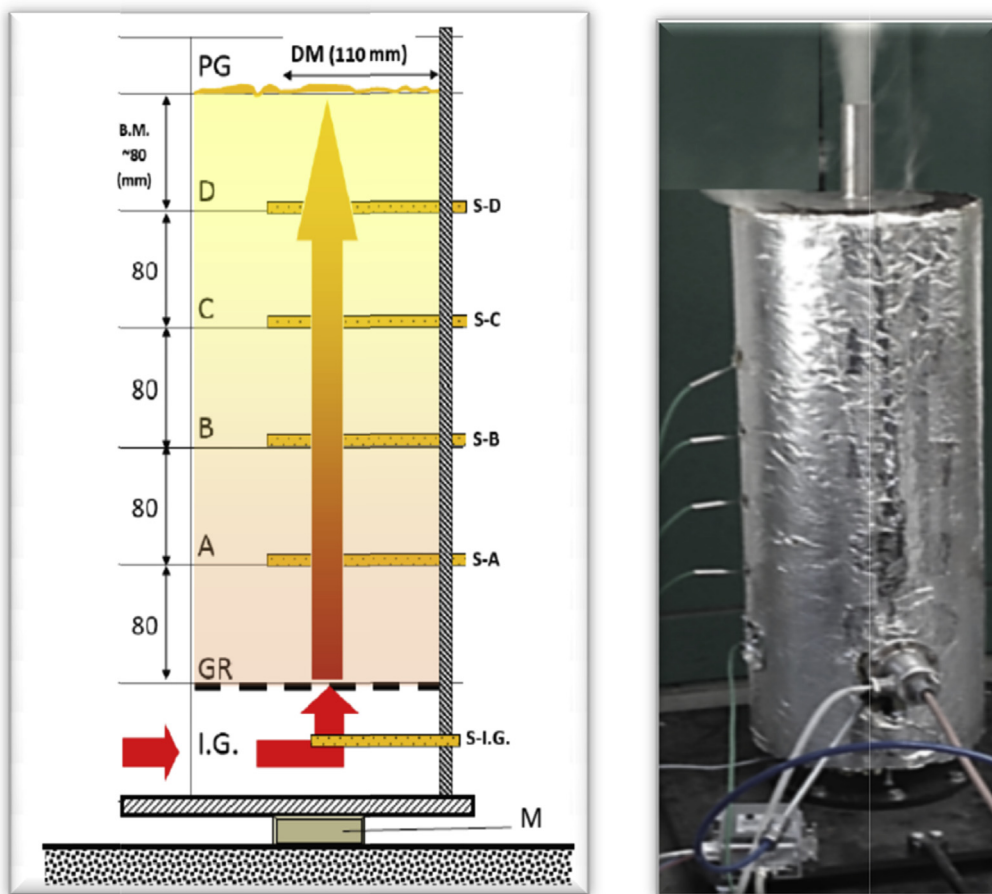 PG
DM (110 mm)
B.M.
~80
(mm)
D
S-D
80
C
S-C
80
B
S-B
80
A
S-A
80
GR
I.G.
S-I.G.
M